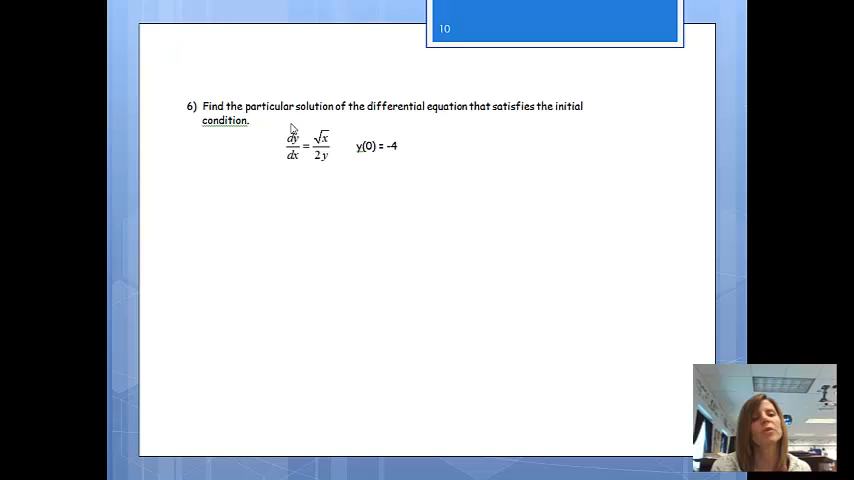 10
6) Find the particular solution of the differential equation that satisfies the initial
condition.
dy/dx = √x/2y y(0) = -4